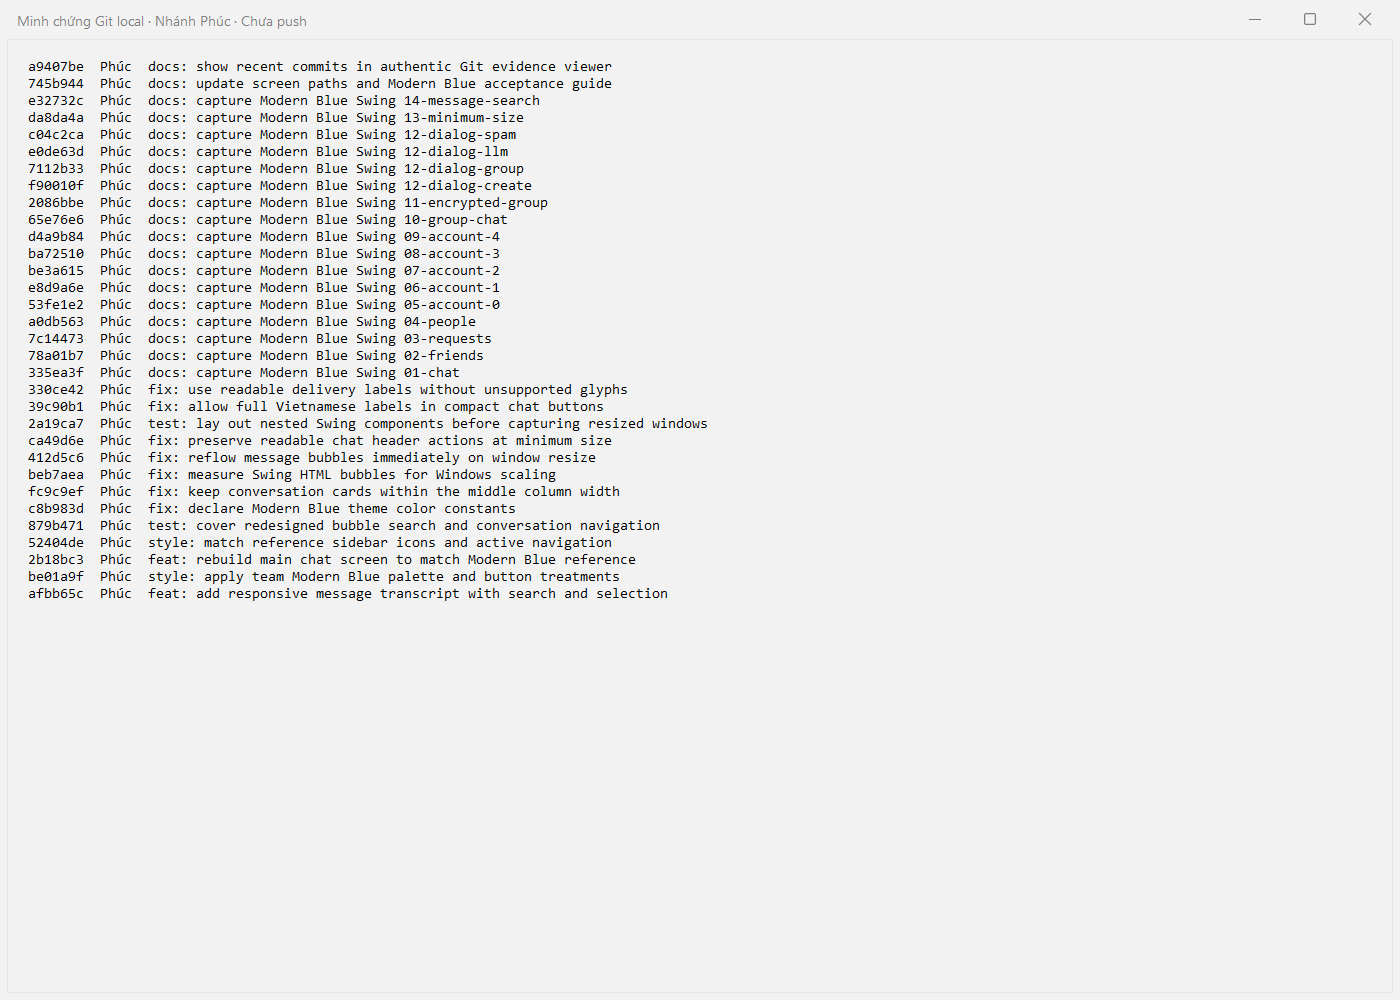 Minh chứng Git local · Nhánh Phúc · Chưa push
a9407be  Phúc  docs: show recent commits in authentic Git evidence viewer
745b944  Phúc  docs: update screen paths and Modern Blue acceptance guide
e32732c  Phúc  docs: capture Modern Blue Swing 14-message-search
da8da4a  Phúc  docs: capture Modern Blue Swing 13-minimum-size
c04c2ca  Phúc  docs: capture Modern Blue Swing 12-dialog-spam
e0de63d  Phúc  docs: capture Modern Blue Swing 12-dialog-llm
7112b33  Phúc  docs: capture Modern Blue Swing 12-dialog-group
f90010f  Phúc  docs: capture Modern Blue Swing 12-dialog-create
2086bbe  Phúc  docs: capture Modern Blue Swing 11-encrypted-group
65e76e6  Phúc  docs: capture Modern Blue Swing 10-group-chat
d4a9b84  Phúc  docs: capture Modern Blue Swing 09-account-4
ba72510  Phúc  docs: capture Modern Blue Swing 08-account-3
be3a615  Phúc  docs: capture Modern Blue Swing 07-account-2
e8d9a6e  Phúc  docs: capture Modern Blue Swing 06-account-1
53fe1e2  Phúc  docs: capture Modern Blue Swing 05-account-0
a0db563  Phúc  docs: capture Modern Blue Swing 04-people
7c14473  Phúc  docs: capture Modern Blue Swing 03-requests
78a01b7  Phúc  docs: capture Modern Blue Swing 02-friends
335ea3f  Phúc  docs: capture Modern Blue Swing 01-chat
330ce42  Phúc  fix: use readable delivery labels without unsupported glyphs
39c90b1  Phúc  fix: allow full Vietnamese labels in compact chat buttons
2a19ca7  Phúc  test: lay out nested Swing components before capturing resized windows
ca49d6e  Phúc  fix: preserve readable chat header actions at minimum size
412d5c6  Phúc  fix: reflow message bubbles immediately on window resize
beb7aea  Phúc  fix: measure Swing HTML bubbles for Windows scaling
fc9c9ef  Phúc  fix: keep conversation cards within the middle column width
c8b983d  Phúc  fix: declare Modern Blue theme color constants
879b471  Phúc  test: cover redesigned bubble search and conversation navigation
52404de  Phúc  style: match reference sidebar icons and active navigation
2b18bc3  Phúc  feat: rebuild main chat screen to match Modern Blue reference
be01a9f  Phúc  style: apply team Modern Blue palette and button treatments
afbb65c  Phúc  feat: add responsive message transcript with search and selection